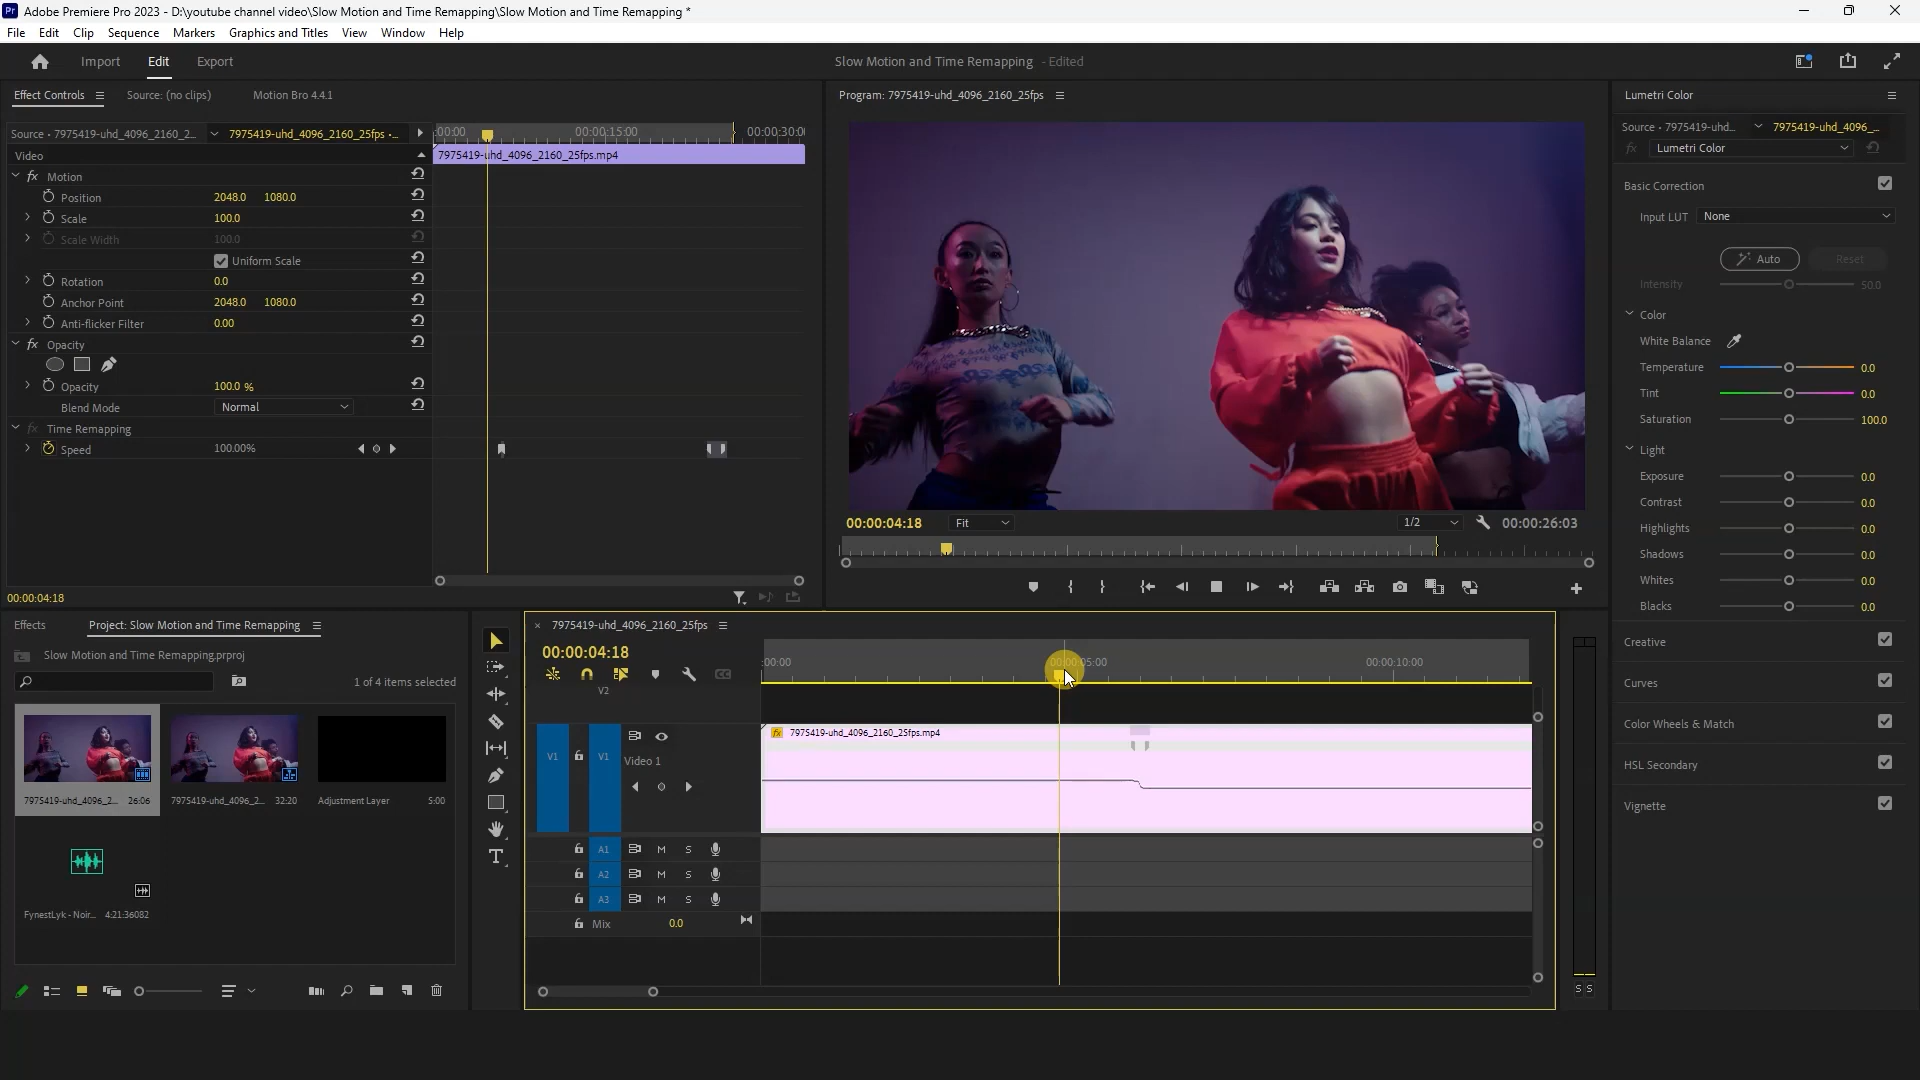 Pr Adobe Premiere Pro 2023 - D:\youtube channel video\Slow Motion and Time Remapping\Slow Motion and Time Remapping *
File Edit Clip Sequence Markers Graphics and Titles View Window Help
Import Edit Export
Slow Motion and Time Remapping - Edited
Effect Controls
Source: (no clips)
Motion Bro 4.4.1
Source • 7975419-uhd_4096_2160_2...
7975419-uhd_4096_2160_25fps •...
:00:00 00:00:15:00 00:00:30:0
Video
7975419-uhd_4096_2160_25fps.mp4
fx Motion
Position 2048.0 1080.0
Scale 100.0
Scale Width 100.0
Uniform Scale
Rotation 0.0
Anchor Point 2048.0 1080.0
Anti-flicker Filter 0.00
fx Opacity
Opacity 100.0 %
Blend Mode Normal
fx Time Remapping
Speed 100.00%
00:00:04:18
Program: 7975419-uhd_4096_2160_25fps
00:00:04:18 Fit 1/2 00:00:26:03
Lumetri Color
Source • 7975419-uhd...
7975419-uhd_4096_...
fx Lumetri Color
Basic Correction
Input LUT None
Auto Reset
Intensity 50.0
Color
White Balance
Temperature 0.0
Tint 0.0
Saturation 100.0
Light
Exposure 0.0
Contrast 0.0
Highlights 0.0
Shadows 0.0
Whites 0.0
Blacks 0.0
Creative
Curves
Color Wheels & Match
HSL Secondary
Vignette
Effects
Project: Slow Motion and Time Remapping
Slow Motion and Time Remapping.prproj
1 of 4 items selected
7975419-uhd_4096_2... 26:06
7975419-uhd_4096_2... 32:20
Adjustment Layer 5:00
FynestLyk - Noir... 4:21:36082
7975419-uhd_4096_2160_25fps
00:00:04:18
CC
:00:00 00:00:05:00 00:00:10:00
V2
V1 V1 Video 1
fx 7975419-uhd_4096_2160_25fps.mp4
A1 M S
A2 M S
A3 M S
Mix 0.0
S S